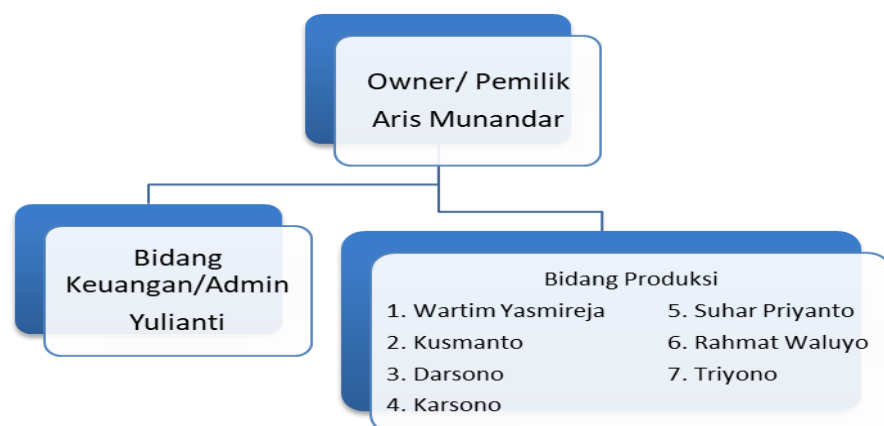 Owner/ Pemilik
Aris Munandar
Bidang
Keuangan/Admin
Yulianti
Bidang Produksi
1. Wartim Yasmireja
2. Kusmanto
3. Darsono
4. Karsono
5. Suhar Priyanto
6. Rahmat Waluyo
7. Triyono